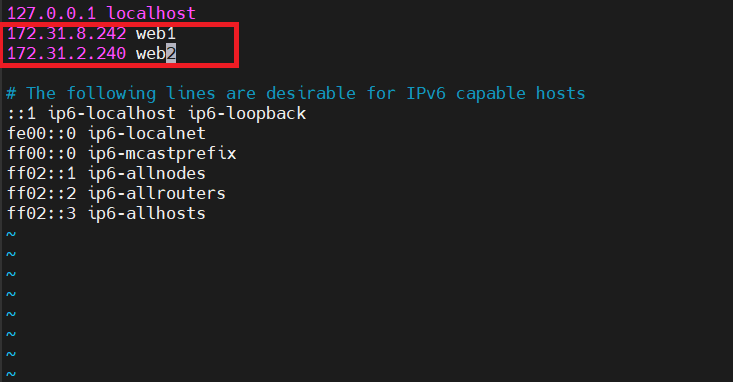 127.0.0.1 localhost
172.31.8.242 web1
172.31.2.240 web2
# The following lines are desirable for IPv6 capable hosts
::1 ip6-localhost ip6-loopback
fe00::0 ip6-localnet
ff00::0 ip6-mcastprefix
ff02::1 ip6-allnodes
ff02::2 ip6-allrouters
ff02::3 ip6-allhosts
~
~
~
~
~
~
~
~